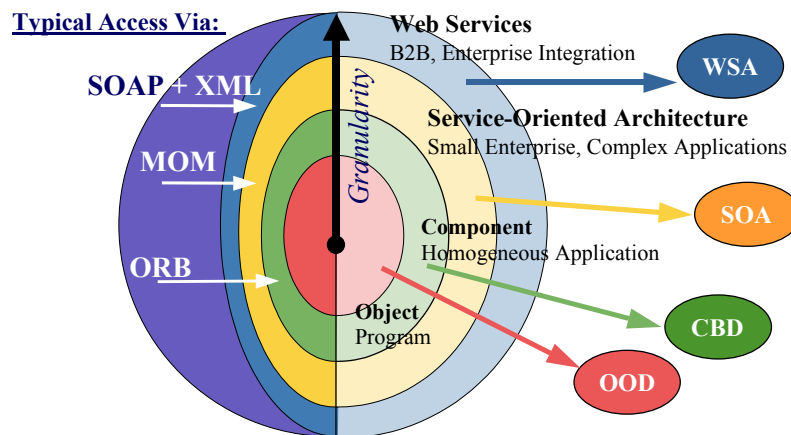 Typical Access Via:
Web Services
B2B, Enterprise Integration
WSA
SOAP + XML
Granularity
Service-Oriented Architecture
Small Enterprise, Complex Applications
MOM
SOA
Component
Homogeneous Application
ORB
Object
Program
CBD
OOD